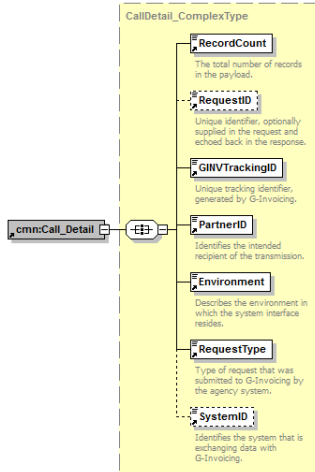 CallDetail_ComplexType
RecordCount
The total number of records
in the payload.
RequestID
Unique identifier, optionally
supplied in the request and
echoed back in the response.
GINVTrackingID
Unique tracking identifier,
generated by G-Invoicing.
cmn:Call_Detail
PartnerID
Identifies the intended
recipient of the transmission.
Environment
Describes the environment in
which the system interface
resides.
RequestType
Type of request that was
submitted to G-Invoicing by
the agency system.
SystemID
Identifies the system that is
exchanging data with
G-Invoicing.